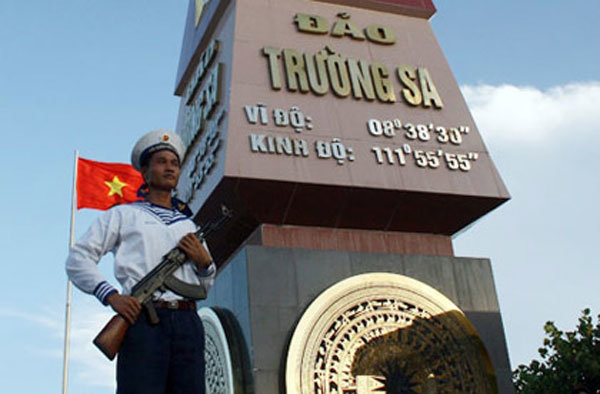 ĐẢO
TRƯỜNG SA
VĨ ĐỘ: 08°38'30"
KINH ĐỘ: 111°55'55"